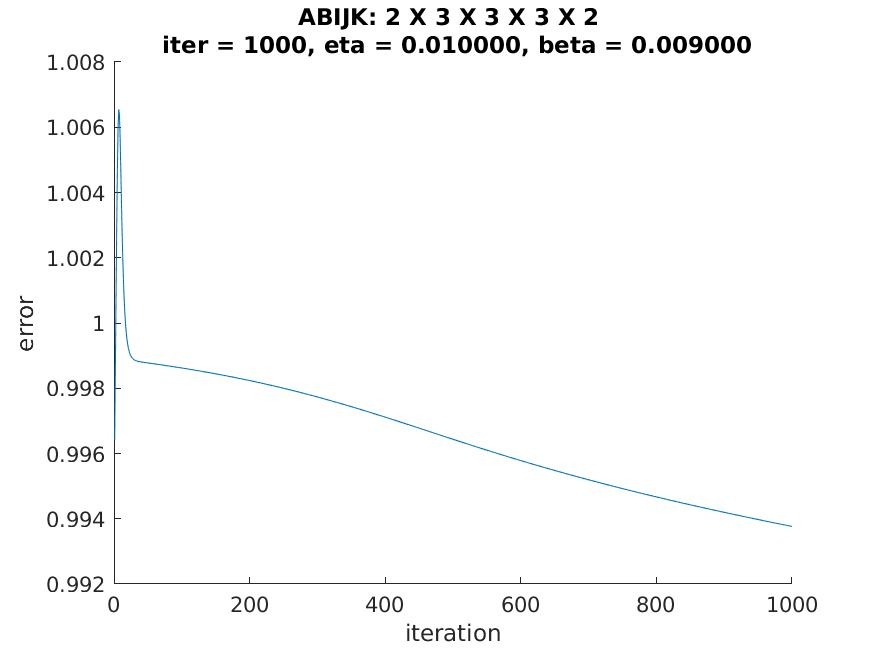 ABIJK: 2 X 3 X 3 X 3 X 2
iter = 1000, eta = 0.010000, beta = 0.009000
1.008
1.006
1.004
1.002
1
0.998
0.996
0.994
0.992
error
0 200 400 600 800 1000
iteration